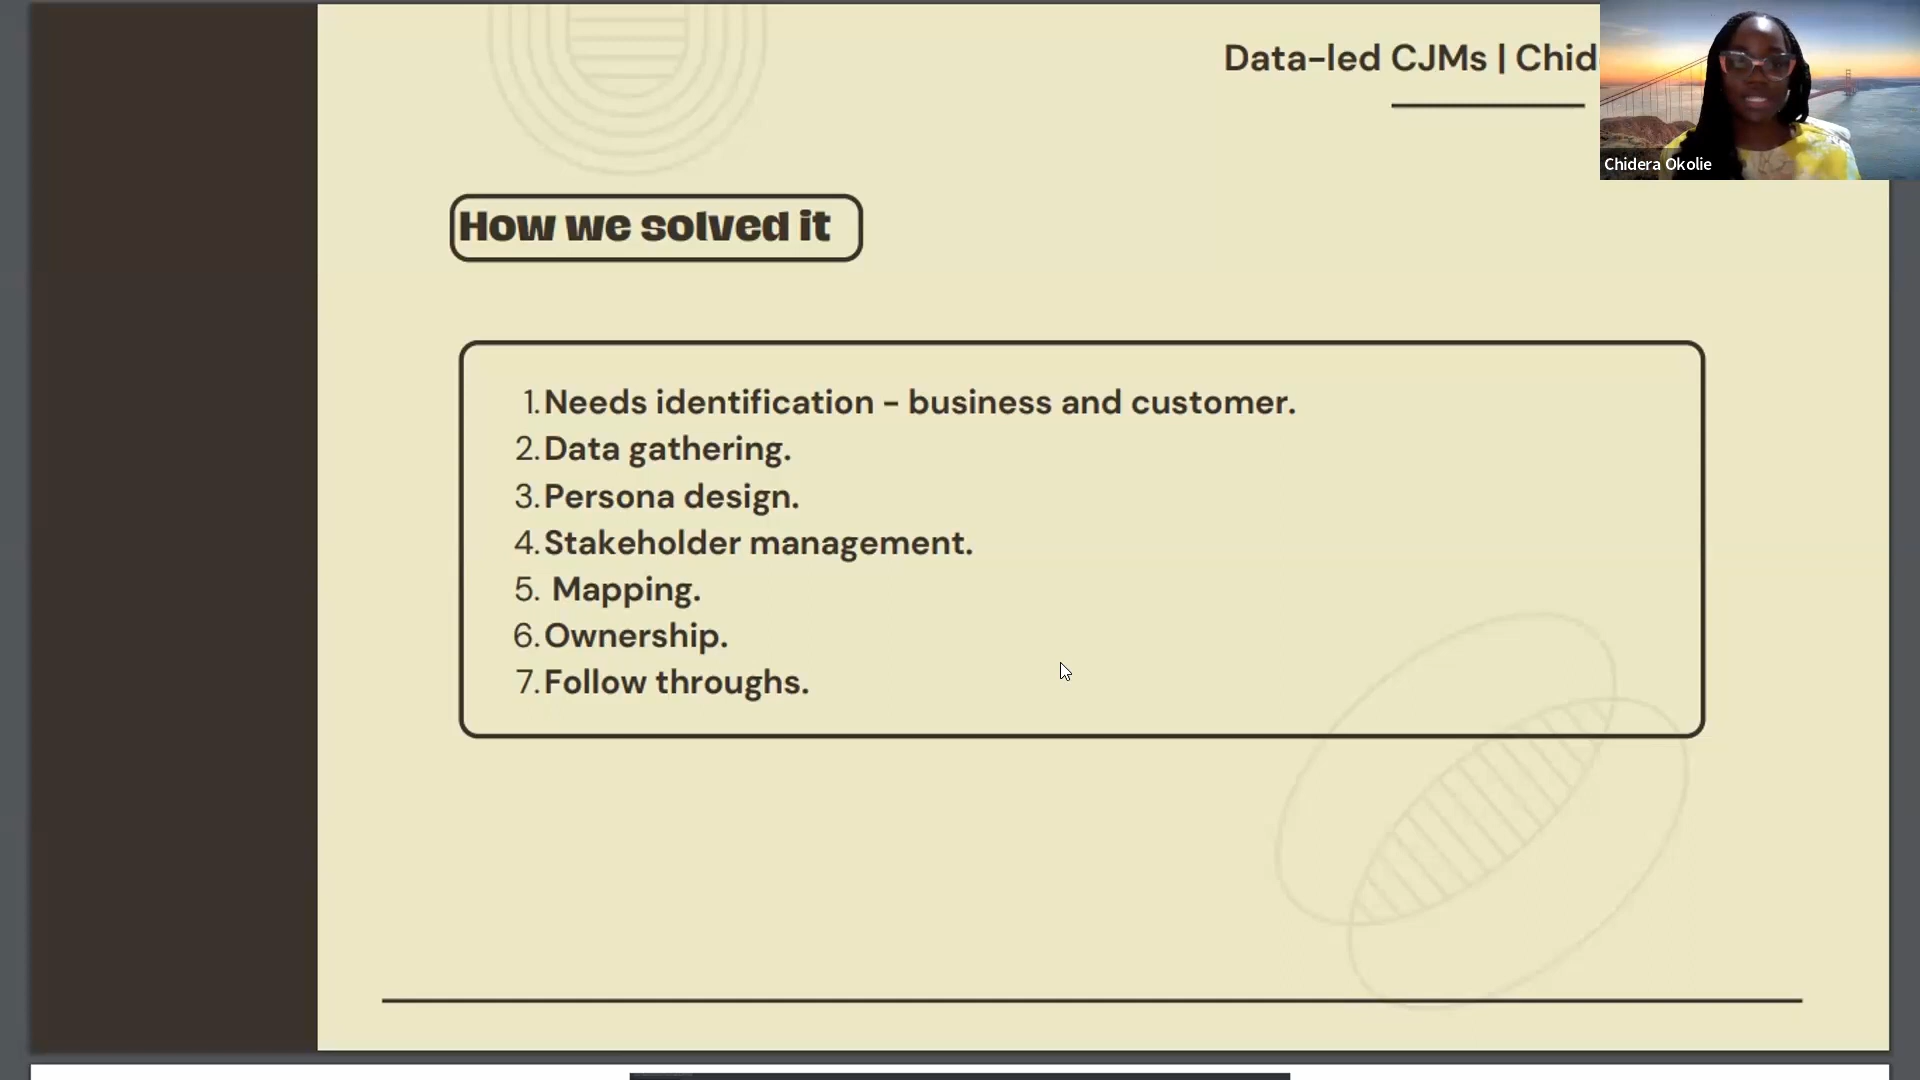 Data-led CJMs | Chid
Chidera Okolie
How we solved it
1. Needs identification - business and customer.
2. Data gathering.
3. Persona design.
4. Stakeholder management.
5. Mapping.
6. Ownership.
7. Follow throughs.